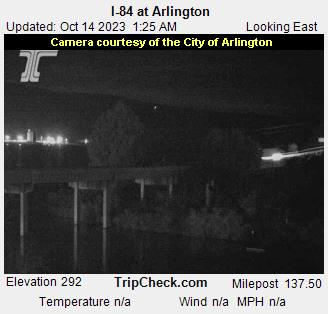 I-84 at Arlington
Updated: Oct 14 2023 1:25 AM Looking East
Camera courtesy of the City of Arlington
Elevation 292 TripCheck.com Milepost 137.50
Temperature n/a Wind n/a MPH n/a